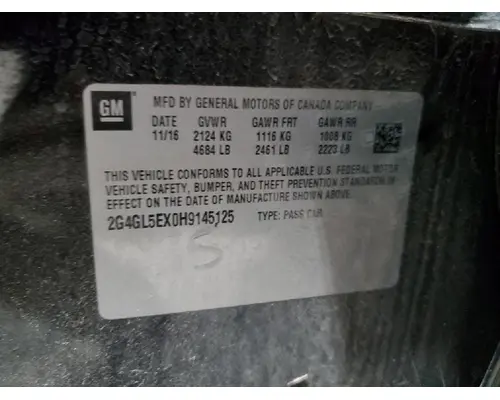 GM
MFD BY GENERAL MOTORS OF CANADA COMPANY
DATE GVWR GAWR FRT GAWR RR
11/16 2124 KG 1116 KG 1008 KG
4684 LB 2461 LB 2223 LB
THIS VEHICLE CONFORMS TO ALL APPLICABLE U.S. FEDERAL MOTOR
VEHICLE SAFETY, BUMPER, AND THEFT PREVENTION STANDARDS IN
EFFECT ON THE DATE OF MANUFACTURE SHOWN ABOVE.
2G4GL5EX0H9145125 TYPE: PASS CAR